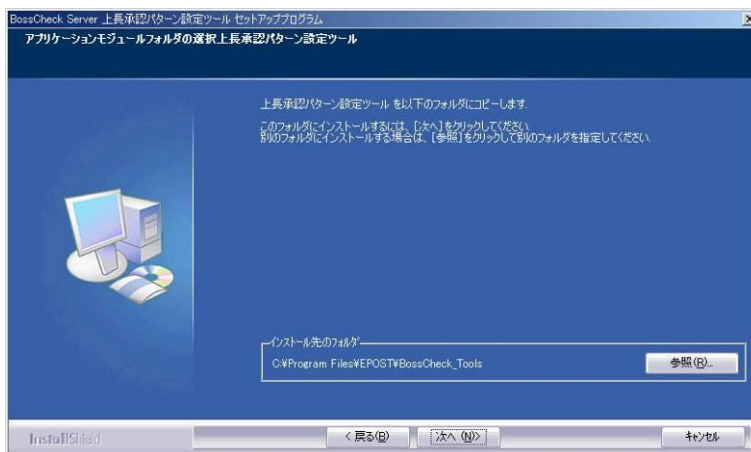 BossCheck Server 上長承認パターン設定ツール セットアッププログラム
アプリケーションモジュールフォルダの選択上長承認パターン設定ツール
上長承認パターン設定ツール を以下のフォルダにコピーします.
このフォルダにインストールするには、[次へ]をクリックしてください.
別のフォルダにインストールする場合は、[参照]をクリックして別のフォルダを指定してください.
インストール先のフォルダ
C:¥Program Files¥EPOST¥BossCheck_Tools
参照(R)...
InstallShield
< 戻る(B)
次へ (N)>
キャンセル